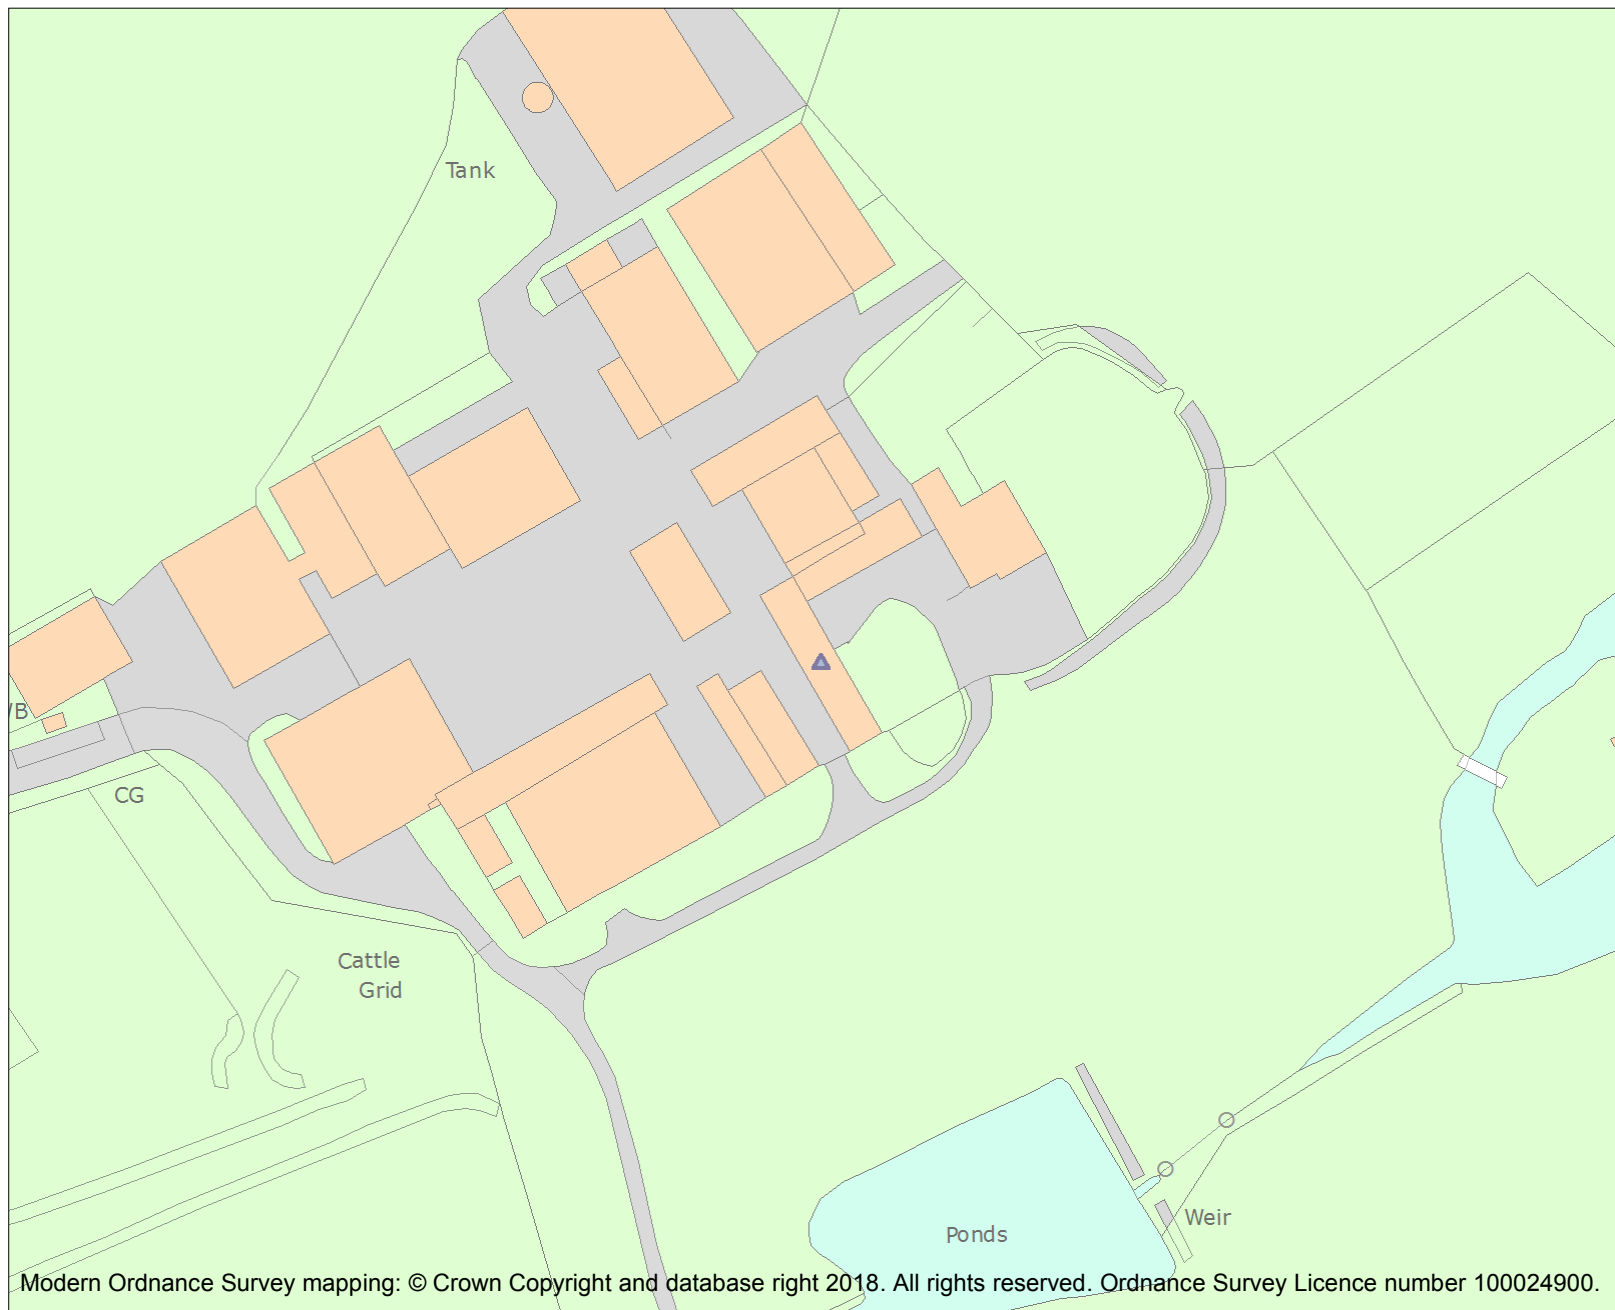 Tank
/B
CG
Cattle
Grid
Weir
Ponds
Modern Ordnance Survey mapping: © Crown Copyright and database right 2018. All rights reserved. Ordnance Survey Licence number 100024900.